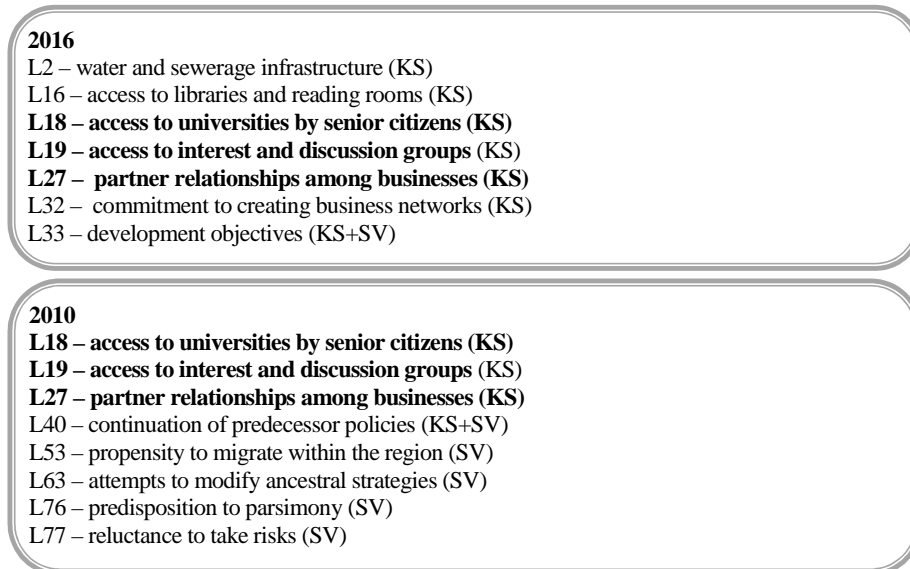 2016
L2 – water and sewerage infrastructure (KS)
L16 – access to libraries and reading rooms (KS)
L18 – access to universities by senior citizens (KS)
L19 – access to interest and discussion groups (KS)
L27 – partner relationships among businesses (KS)
L32 – commitment to creating business networks (KS)
L33 – development objectives (KS+SV)
2010
L18 – access to universities by senior citizens (KS)
L19 – access to interest and discussion groups (KS)
L27 – partner relationships among businesses (KS)
L40 – continuation of predecessor policies (KS+SV)
L53 – propensity to migrate within the region (SV)
L63 – attempts to modify ancestral strategies (SV)
L76 – predisposition to parsimony (SV)
L77 – reluctance to take risks (SV)